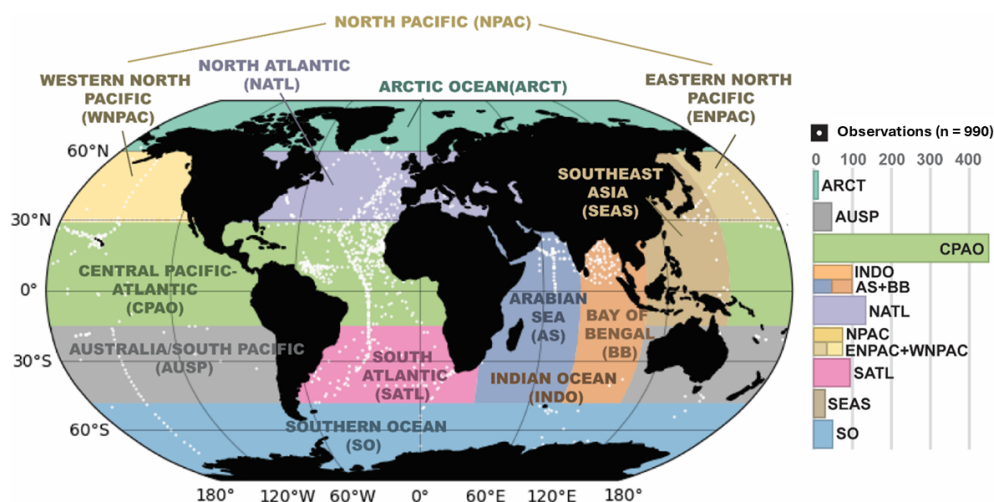 NORTH PACIFIC (NPAC)
NORTH ATLANTIC
(NATL)
WESTERN NORTH
PACIFIC
(WNPAC)
ARCTIC OCEAN(ARCT)
EASTERN NORTH
PACIFIC
(ENPAC)
60°N
30°N
0°
30°S
60°S
SOUTHEAST
ASIA
(SEAS)
CENTRAL PACIFIC-
ATLANTIC
(CPAO)
ARABIAN
SEA
(AS)
BAY OF
BENGAL
(BB)
AUSTRALIA/SOUTH PACIFIC
(AUSP)
SOUTH
ATLANTIC
(SATL)
INDIAN OCEAN
(INDO)
SOUTHERN OCEAN
(SO)
180° 120°W 60°W 0° 60°E 120°E 180°
Observations (n = 990)
0 100 200 300 400
ARCT
AUSP
CPAO
INDO
AS+BB
NATL
NPAC
ENPAC+WNPAC
SATL
SEAS
SO